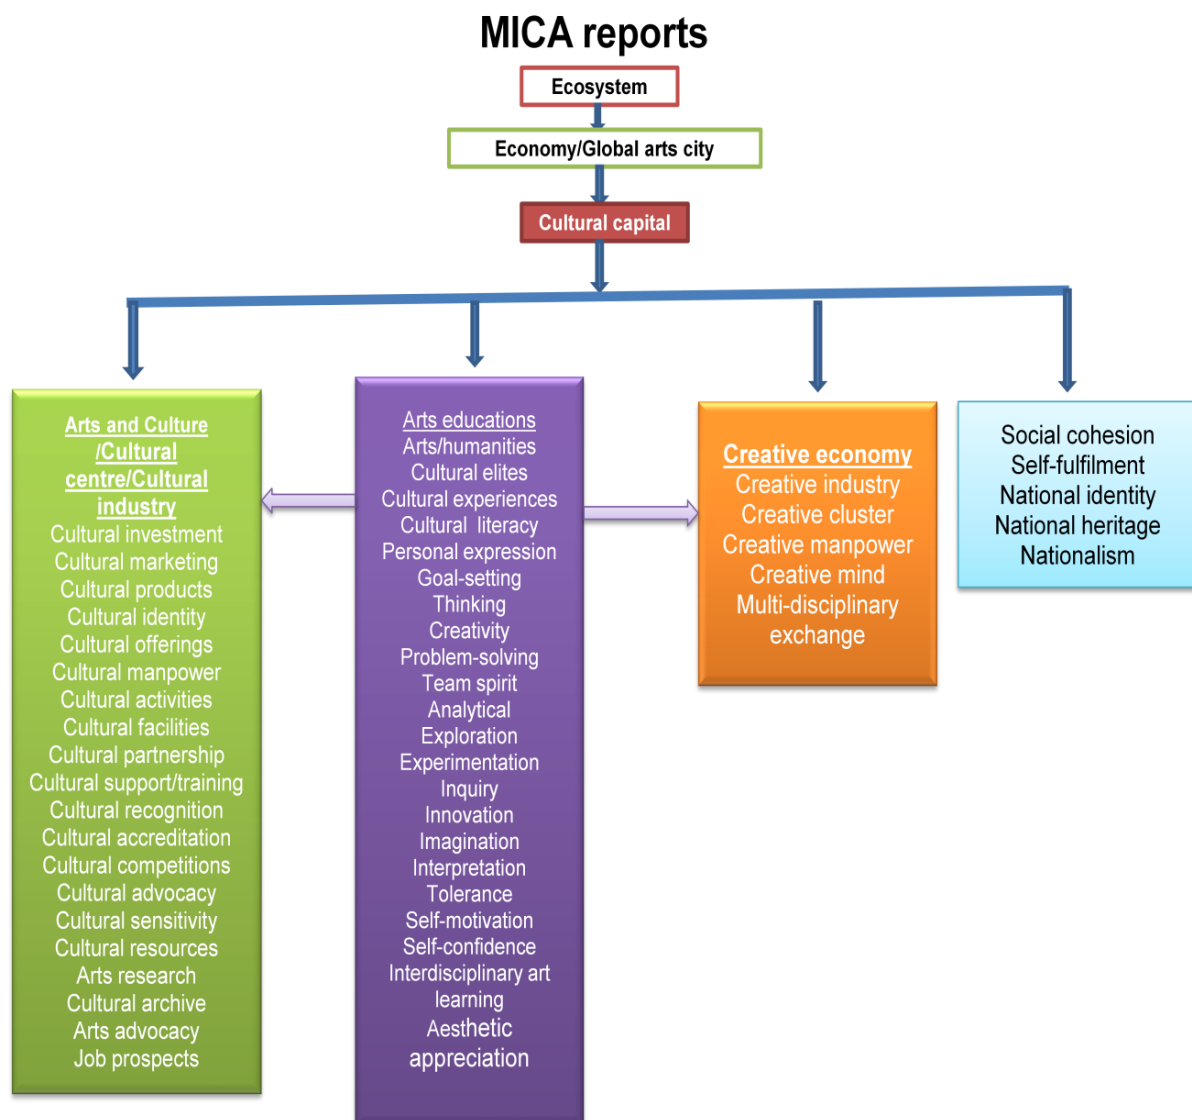 MICA reports
Ecosystem
Economy/Global arts city
Cultural capital
Arts and Culture
/Cultural
centre/Cultural
industry
Cultural investment
Cultural marketing
Cultural products
Cultural identity
Cultural offerings
Cultural manpower
Cultural activities
Cultural facilities
Cultural partnership
Cultural support/training
Cultural recognition
Cultural accreditation
Cultural competitions
Cultural advocacy
Cultural sensitivity
Cultural resources
Arts research
Cultural archive
Arts advocacy
Job prospects
Arts educations
Arts/humanities
Cultural elites
Cultural experiences
Cultural literacy
Personal expression
Goal-setting
Thinking
Creativity
Problem-solving
Team spirit
Analytical
Exploration
Experimentation
Inquiry
Innovation
Imagination
Interpretation
Tolerance
Self-motivation
Self-confidence
Interdisciplinary art
learning
Aesthetic
appreciation
Creative economy
Creative industry
Creative cluster
Creative manpower
Creative mind
Multi-disciplinary
exchange
Social cohesion
Self-fulfilment
National identity
National heritage
Nationalism